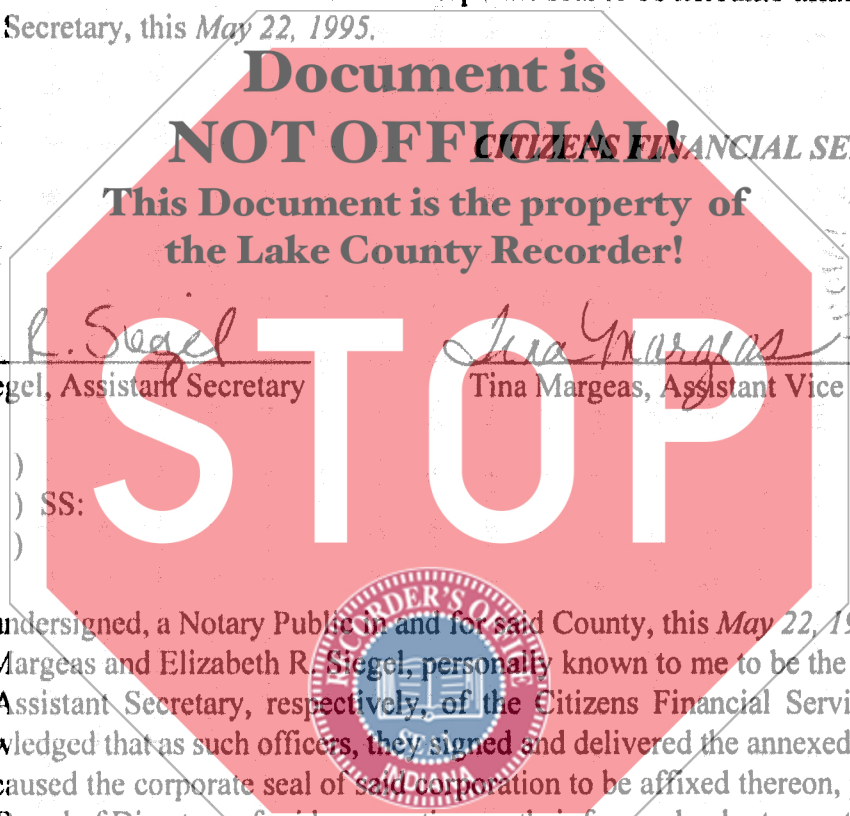 Secretary, this May 22, 1995.
Document is
NOT OFFICIAL!
CITIZENS FINANCIAL SE
This Document is the property of
the Lake County Recorder!
R. Siegel Tina Margeas
egel, Assistant Secretary Tina Margeas, Assistant Vice
STOP
)
) SS:
)
RECORDER'S OFFICE
undersigned, a Notary Public in and for said County, this May 22, 19
Margeas and Elizabeth R. Siegel, personally known to me to be the
Assistant Secretary, respectively, of the Citizens Financial Servi
wledged that as such officers, they signed and delivered the annexed
caused the corporate seal of said corporation to be affixed thereon,
INDIANA